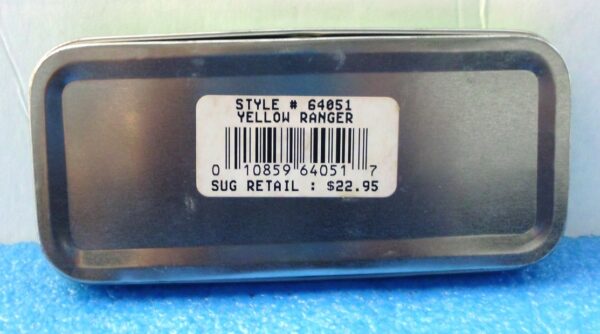 STYLE # 64051
YELLOW RANGER
0 10859 64051 7
SUG RETAIL : $22.95